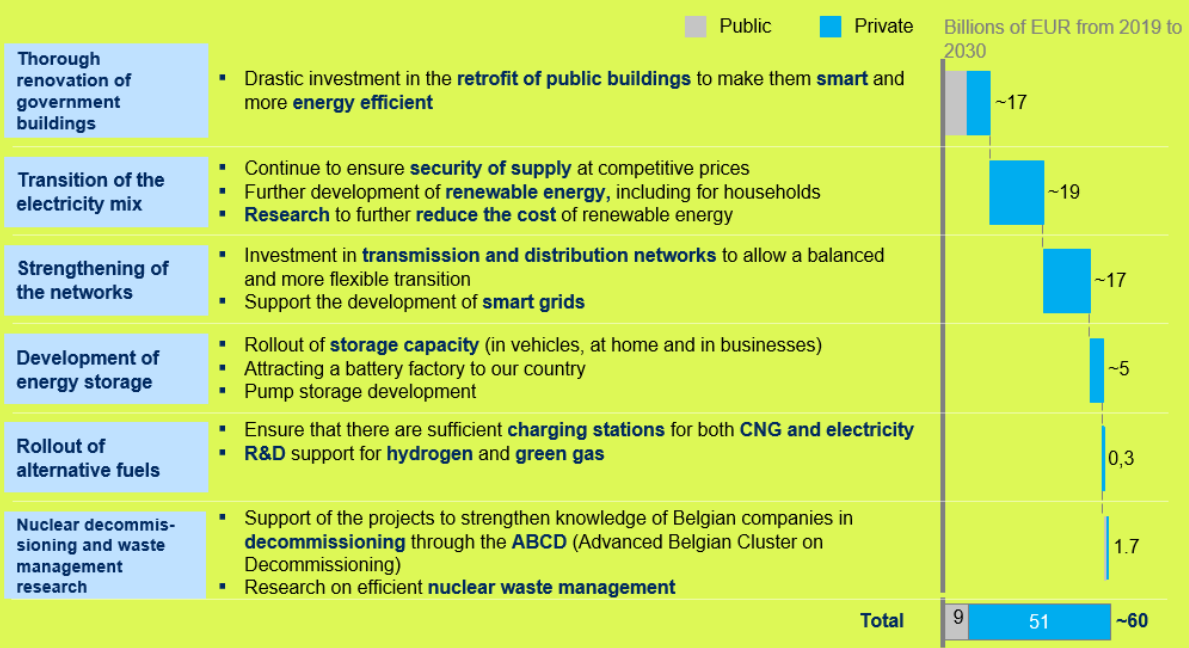 Public
Private
Billions of EUR from 2019 to
2030
Thorough
renovation of
government
buildings
▪ Drastic investment in the retrofit of public buildings to make them smart and
more energy efficient
~17
Transition of the
electricity mix
▪ Continue to ensure security of supply at competitive prices
▪ Further development of renewable energy, including for households
▪ Research to further reduce the cost of renewable energy
~19
Strengthening of
the networks
▪ Investment in transmission and distribution networks to allow a balanced
and more flexible transition
▪ Support the development of smart grids
~17
Development of
energy storage
▪ Rollout of storage capacity (in vehicles, at home and in businesses)
▪ Attracting a battery factory to our country
▪ Pump storage development
~5
Rollout of
alternative fuels
▪ Ensure that there are sufficient charging stations for both CNG and electricity
▪ R&D support for hydrogen and green gas
0,3
Nuclear decommis-
sioning and waste
management
research
▪ Support of the projects to strengthen knowledge of Belgian companies in
decommissioning through the ABCD (Advanced Belgian Cluster on
Decommissioning)
▪ Research on efficient nuclear waste management
1.7
Total
9
51
~60